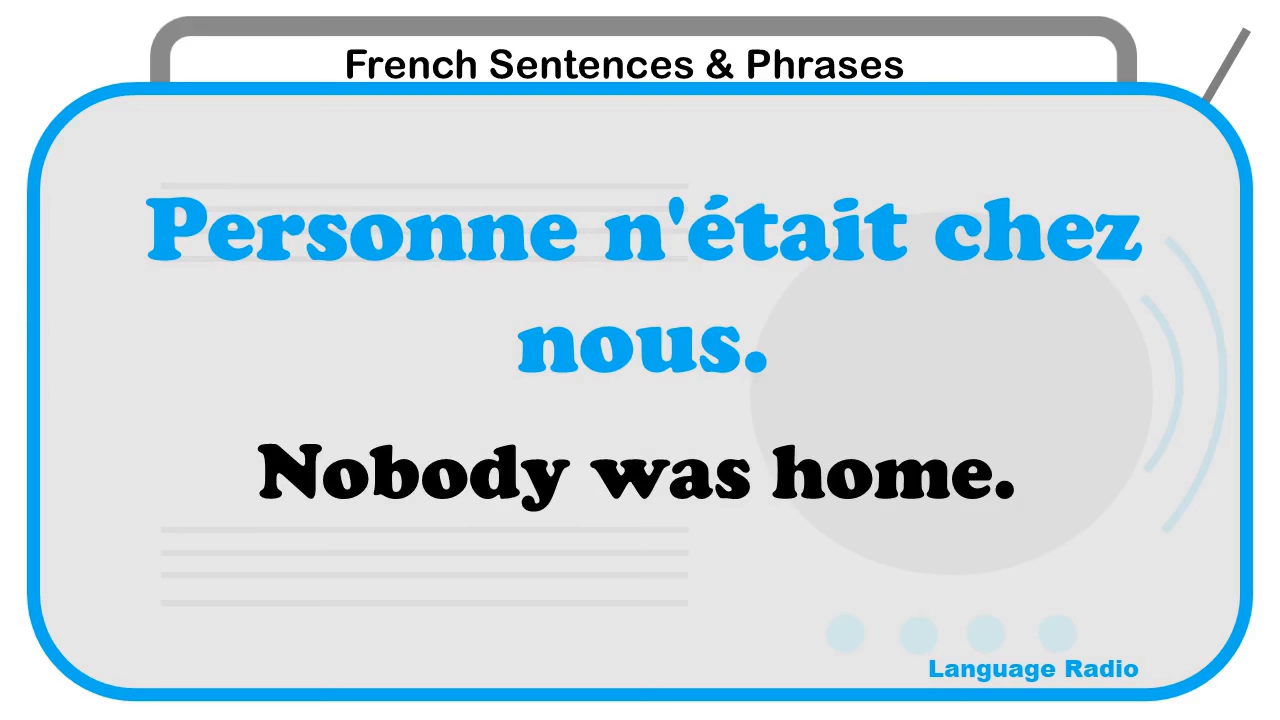 French Sentences & Phrases
Personne n'était chez
nous.
Nobody was home.
Language Radio